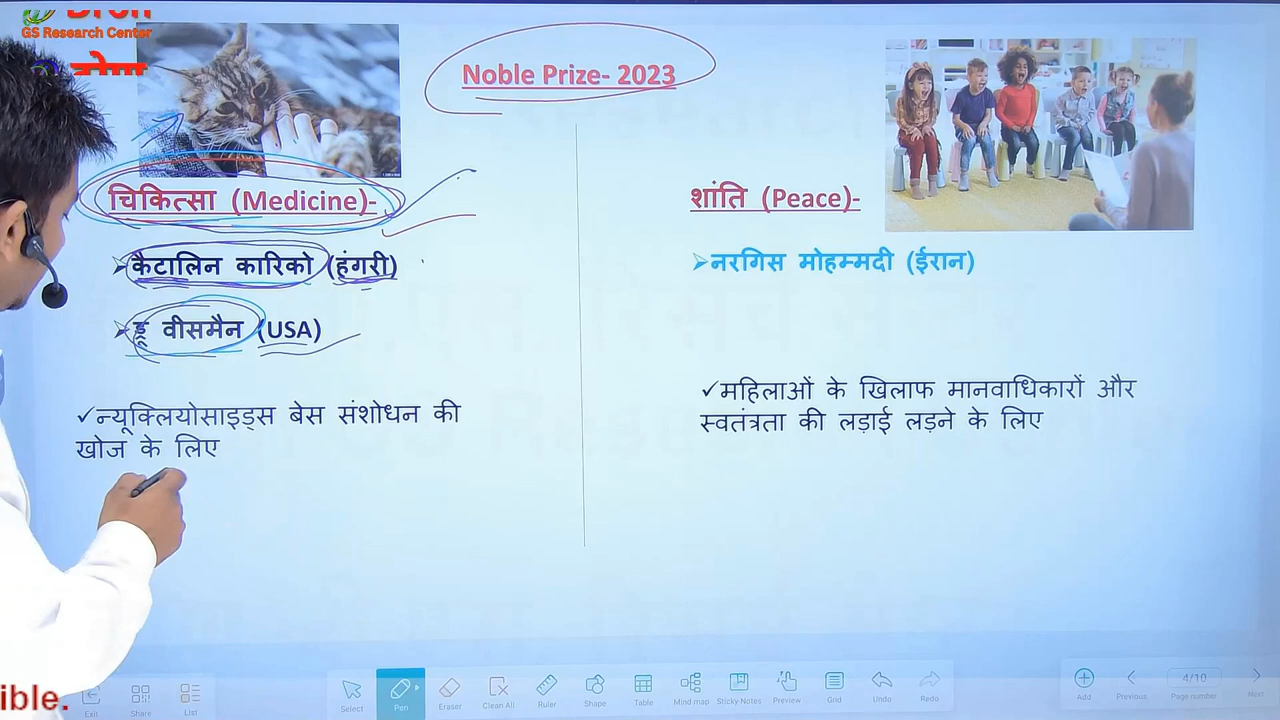 GS Research Center
Noble Prize- 2023
चिकित्सा (Medicine)-
कैटालिन कारिको (हंगरी)
ड्रू वीसमैन (USA)
न्यूक्लियोसाइड्स बेस संशोधन की
खोज के लिए
शांति (Peace)-
नरगिस मोहम्मदी (ईरान)
महिलाओं के खिलाफ मानवाधिकारों और
स्वतंत्रता की लड़ाई लड़ने के लिए
ible.
Exit Share List Select Pen Eraser Clean All Ruler Shape Table Mind map Sticky Notes Preview Grid Undo Redo Add Previous 4/10 Page number Next